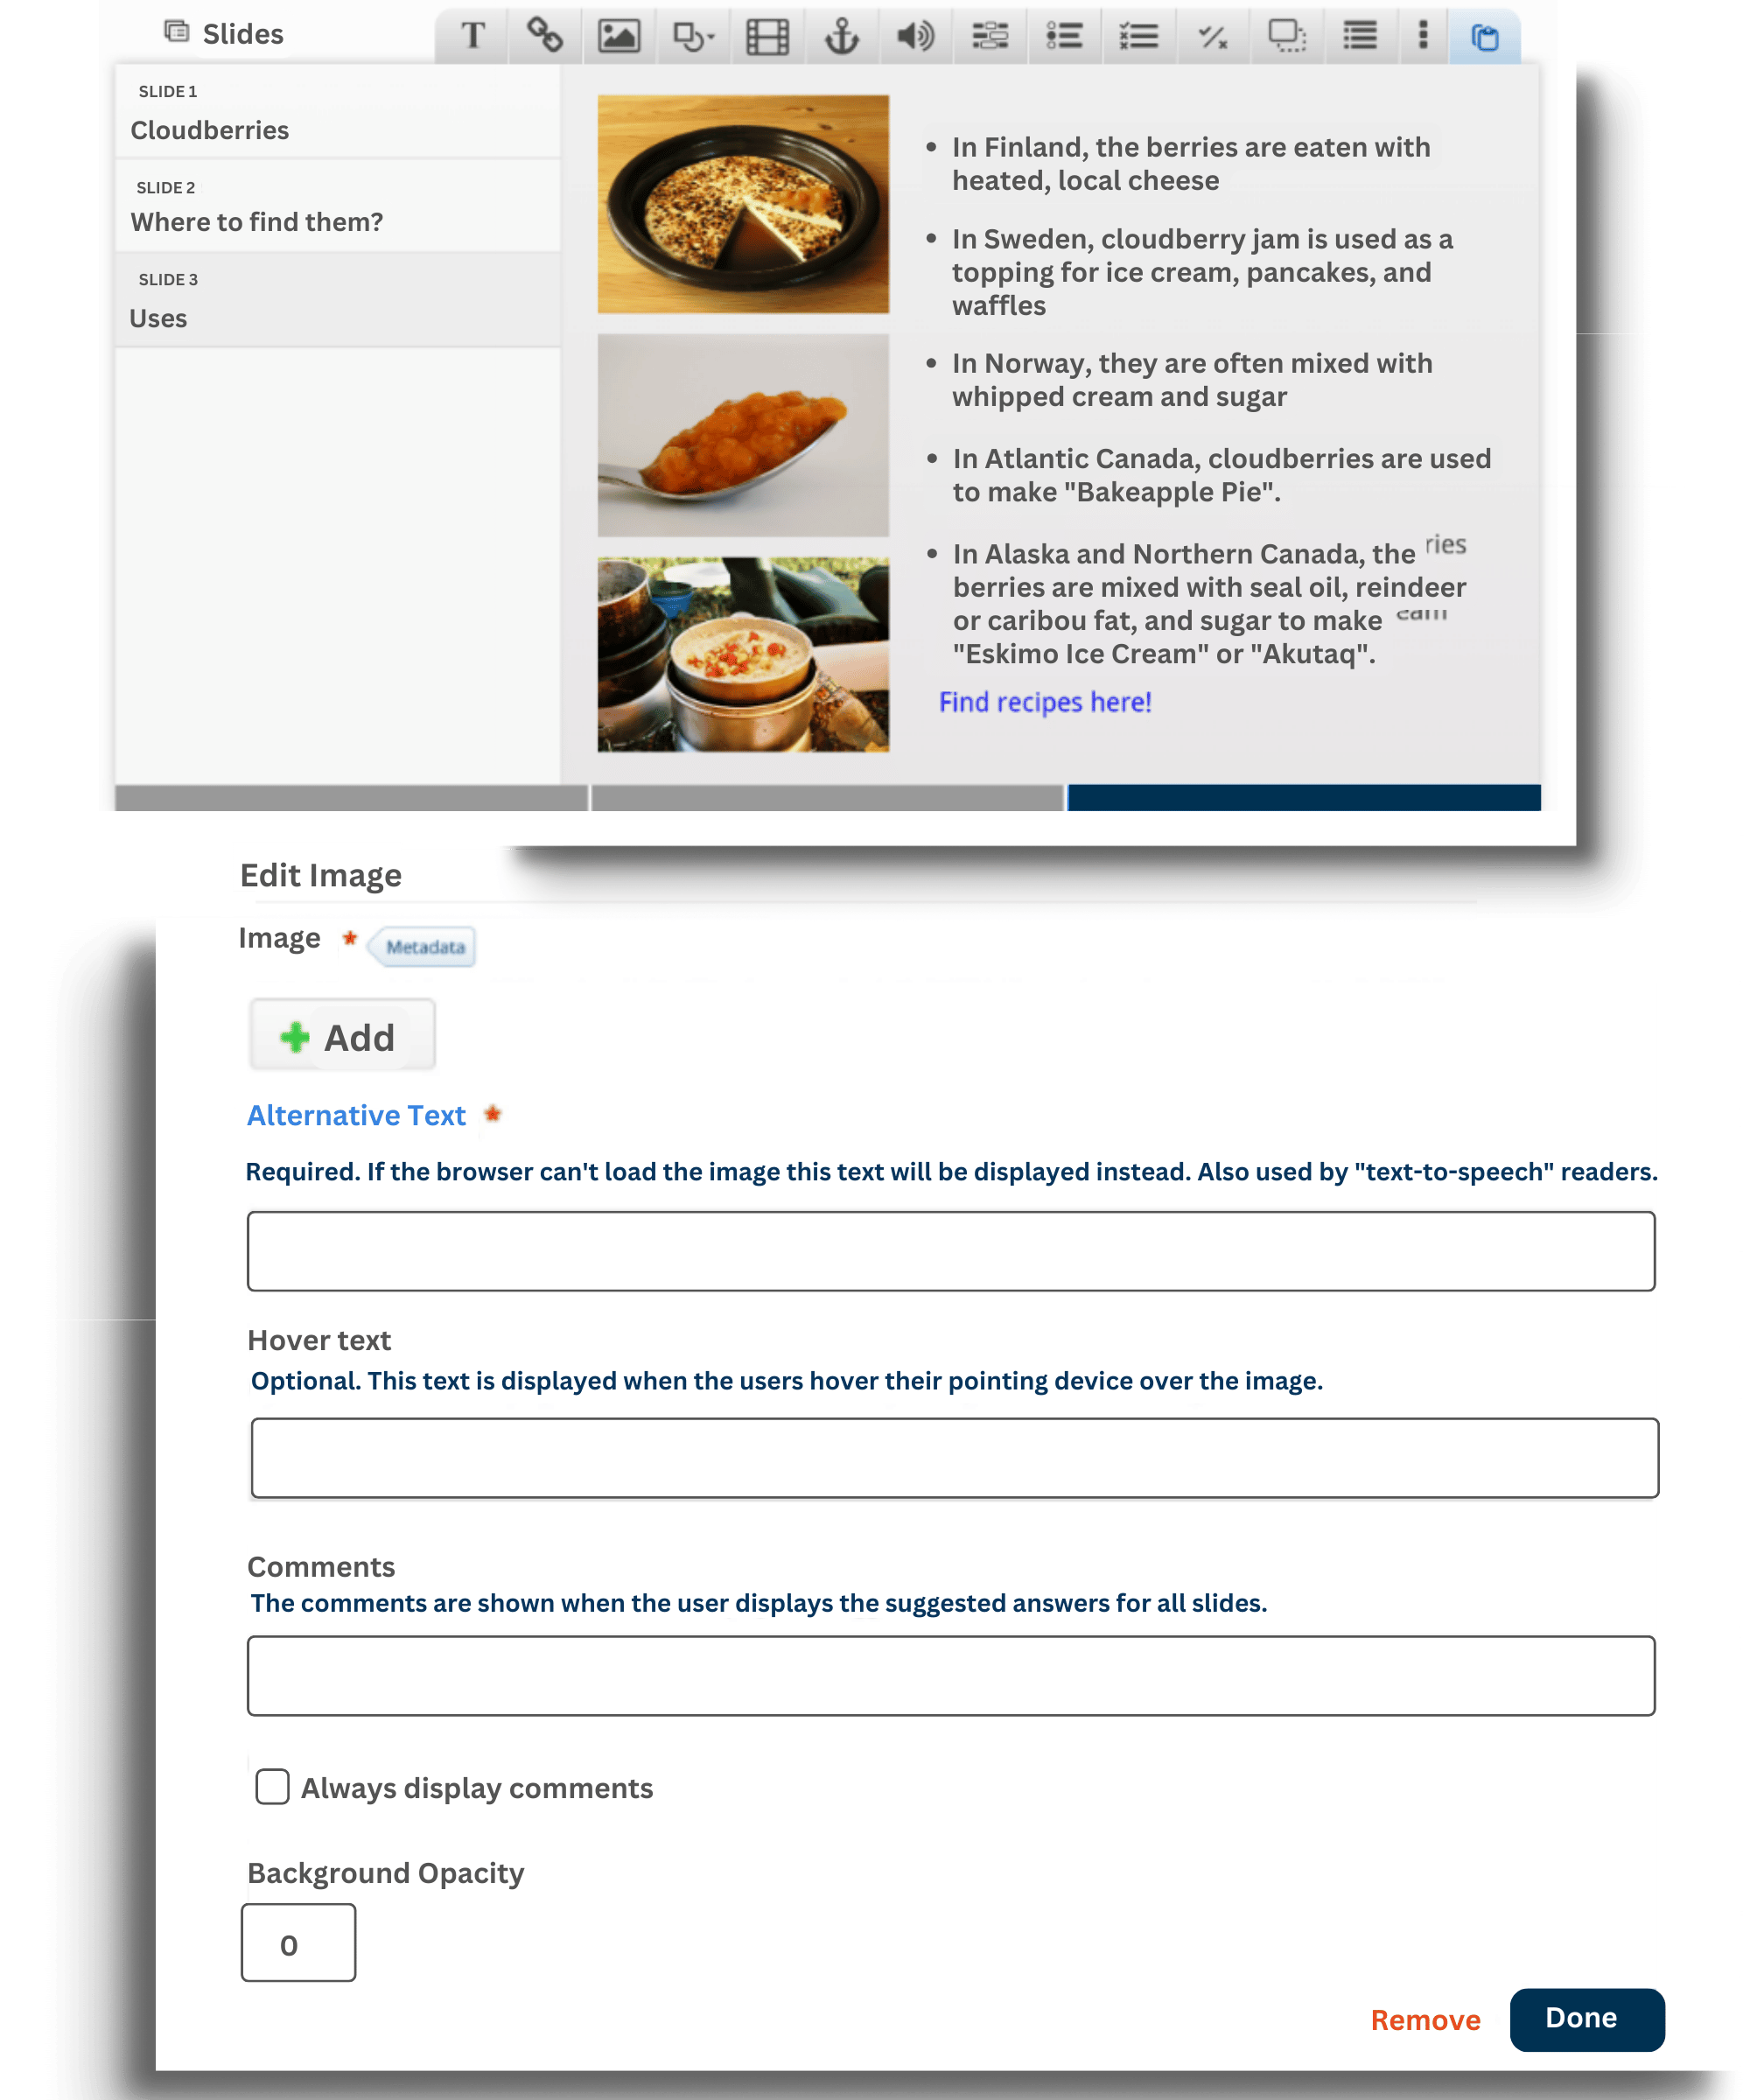 Slides
T
SLIDE 1
Cloudberries
SLIDE 2
Where to find them?
SLIDE 3
Uses
• In Finland, the berries are eaten with
heated, local cheese
• In Sweden, cloudberry jam is used as a
topping for ice cream, pancakes, and
waffles
• In Norway, they are often mixed with
whipped cream and sugar
• In Atlantic Canada, cloudberries are used
to make "Bakeapple Pie".
• In Alaska and Northern Canada, the ries
berries are mixed with seal oil, reindeer
or caribou fat, and sugar to make
"Eskimo Ice Cream" or "Akutaq".
Find recipes here!
Edit Image
Image *
Metadata
Add
Alternative Text *
Required. If the browser can't load the image this text will be displayed instead. Also used by "text-to-speech" readers.
Hover text
Optional. This text is displayed when the users hover their pointing device over the image.
Comments
The comments are shown when the user displays the suggested answers for all slides.
Always display comments
Background Opacity
0
Remove
Done